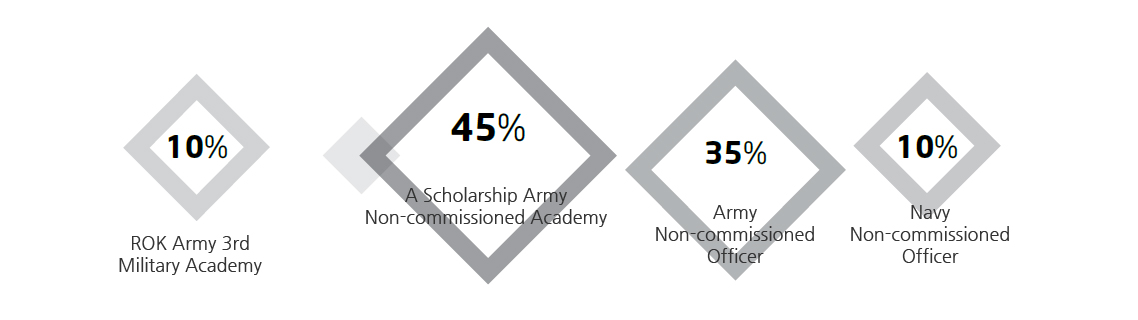 10%
ROK Army 3rd
Military Academy
45%
A Scholarship Army
Non-commissioned Academy
35%
Army
Non-commissioned
Officer
10%
Navy
Non-commissioned
Officer